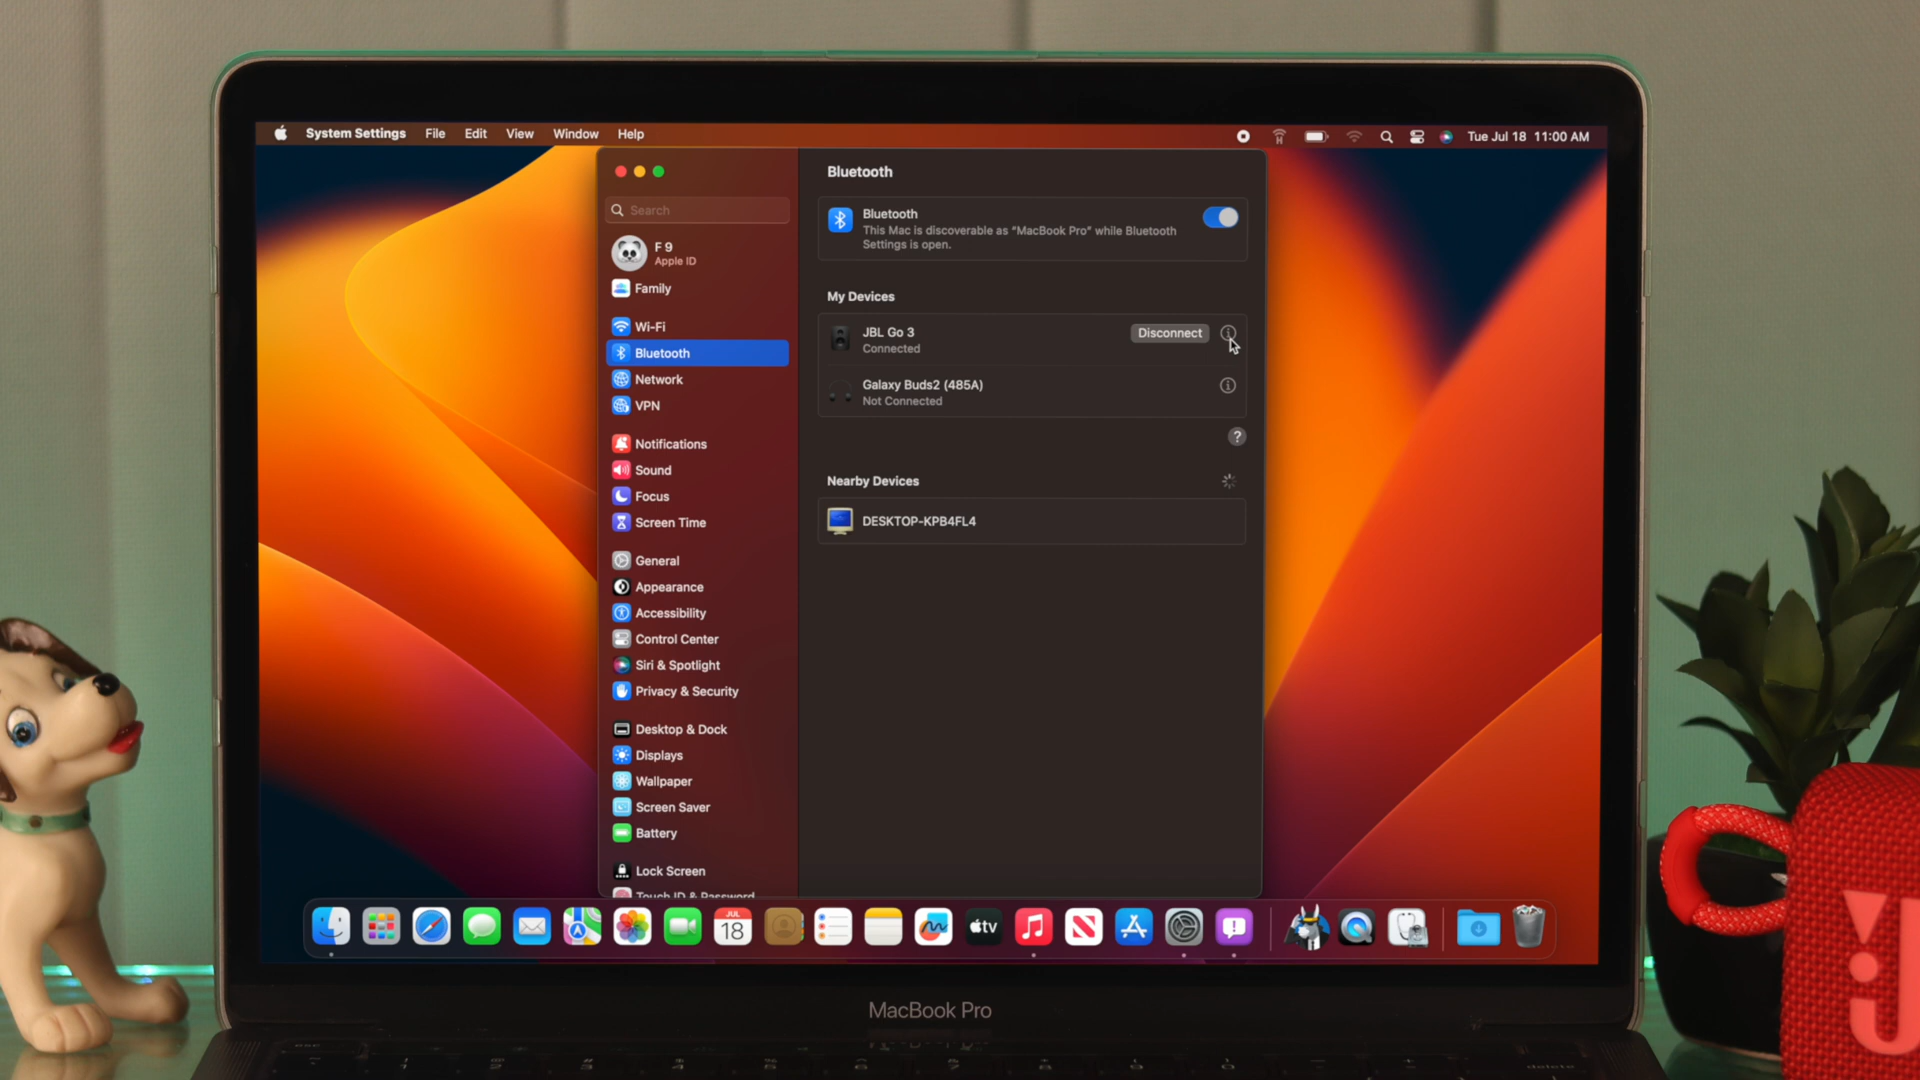 System Settings File Edit View Window Help
Tue Jul 18 11:00 AM
Search
F 9
Apple ID
Family
Wi-Fi
Bluetooth
Network
VPN
Notifications
Sound
Focus
Screen Time
General
Appearance
Accessibility
Control Center
Siri & Spotlight
Privacy & Security
Desktop & Dock
Displays
Wallpaper
Screen Saver
Battery
Lock Screen
Touch ID & Password
Bluetooth
Bluetooth
This Mac is discoverable as “MacBook Pro” while Bluetooth
Settings is open.
My Devices
JBL Go 3
Connected
Disconnect
Galaxy Buds2 (485A)
Not Connected
?
Nearby Devices
DESKTOP-KPB4FL4
JUL
18
tv
MacBook Pro